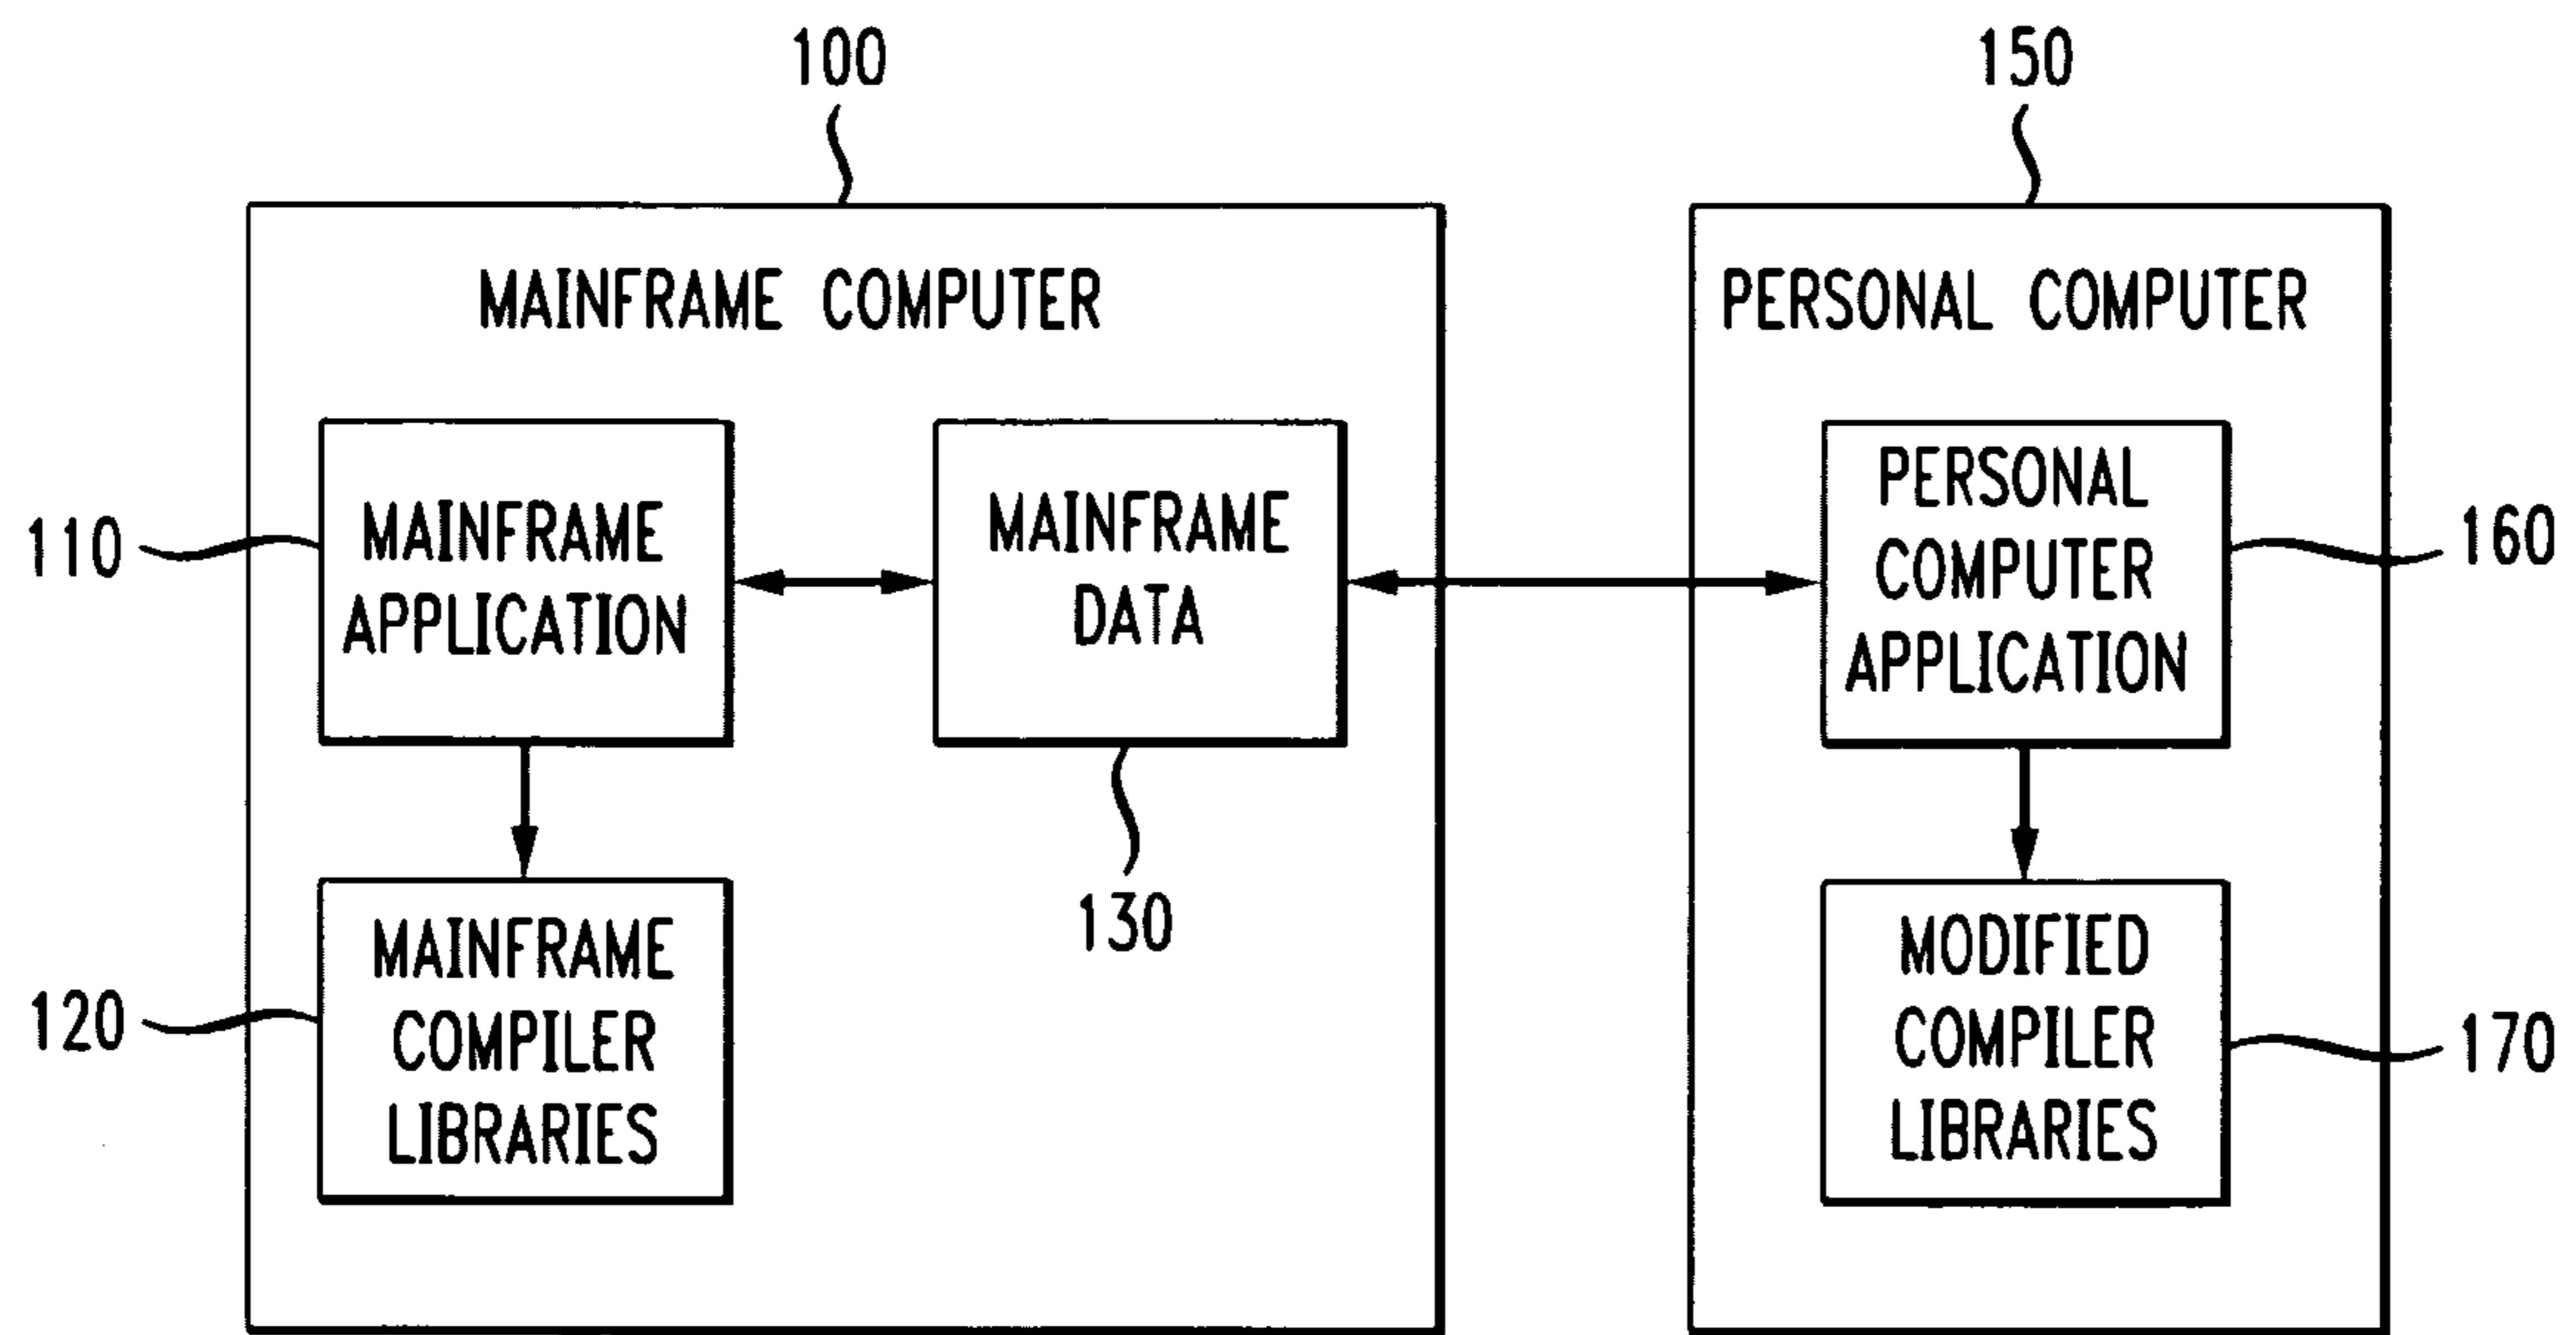 100
150
MAINFRAME COMPUTER
PERSONAL COMPUTER
110
MAINFRAME
APPLICATION
MAINFRAME
DATA
PERSONAL
COMPUTER
APPLICATION
160
130
120
MAINFRAME
COMPILER
LIBRARIES
MODIFIED
COMPILER
LIBRARIES
170